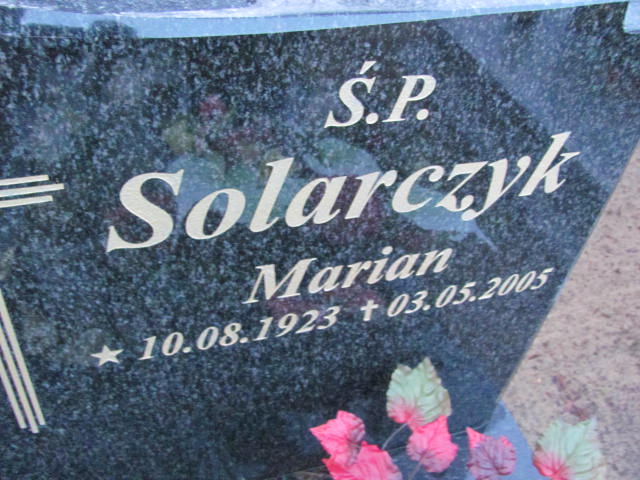 Ś.P.
Solarczyk
Marian
★ 10.08.1923 ✝ 03.05.2005